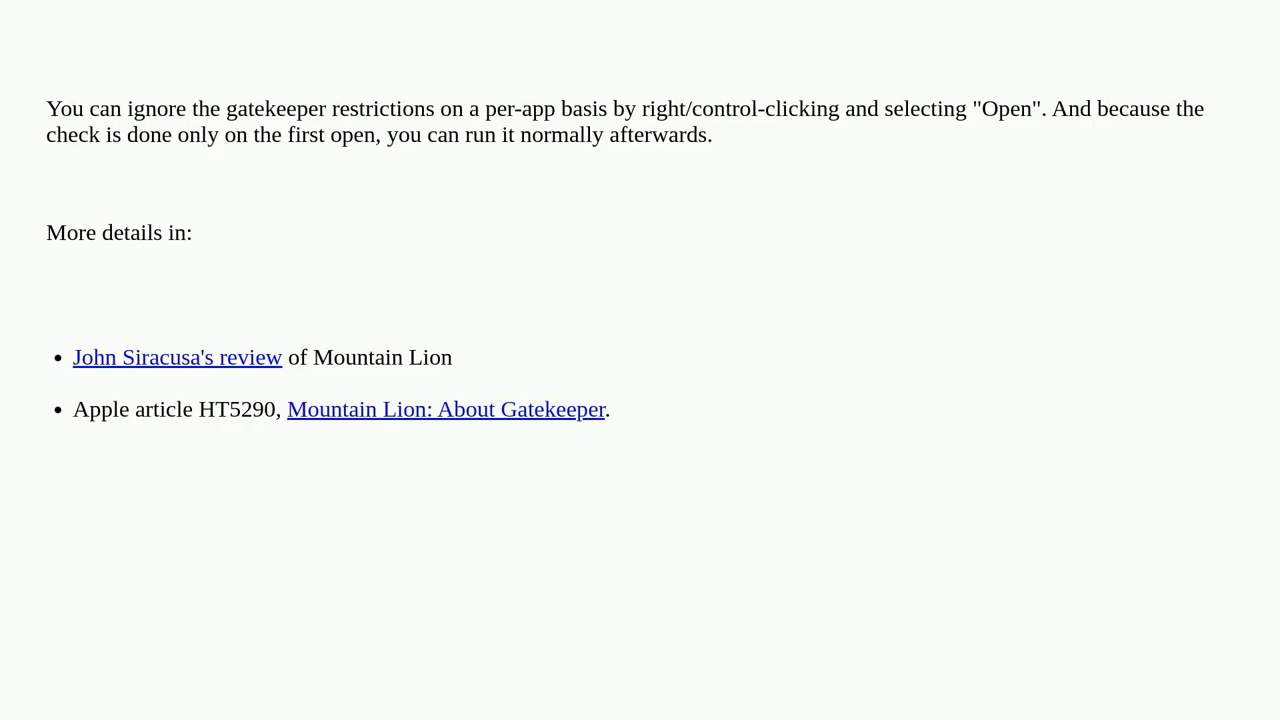 You can ignore the gatekeeper restrictions on a per-app basis by right/control-clicking and selecting "Open". And because the
check is done only on the first open, you can run it normally afterwards.
More details in:
• John Siracusa's review of Mountain Lion
• Apple article HT5290, Mountain Lion: About Gatekeeper.